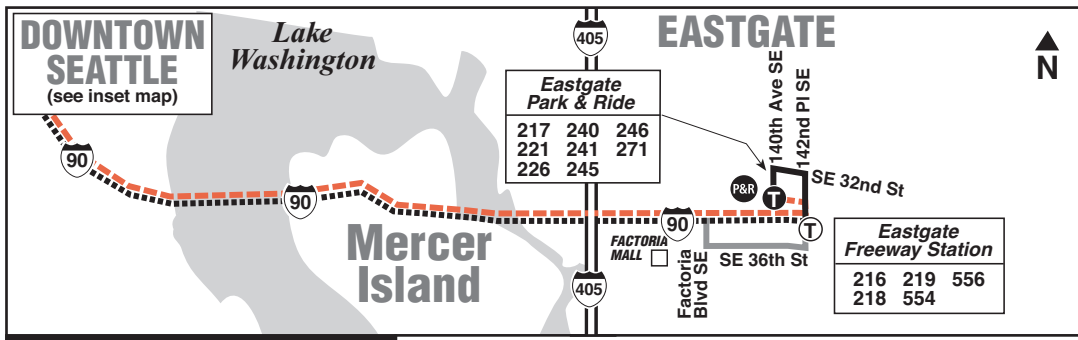 DOWNTOWN
SEATTLE
(see inset map)
Lake
Washington
405
EASTGATE
N
Eastgate
Park & Ride
217 240 246
221 241 271
226 245
140th Ave SE
142nd Pl SE
SE 32nd St
P&R
T
90
90
90
T
Mercer
Island
FACTORIA
MALL
Factoria
Blvd SE
SE 36th St
405
Eastgate
Freeway Station
216 219 556
218 554